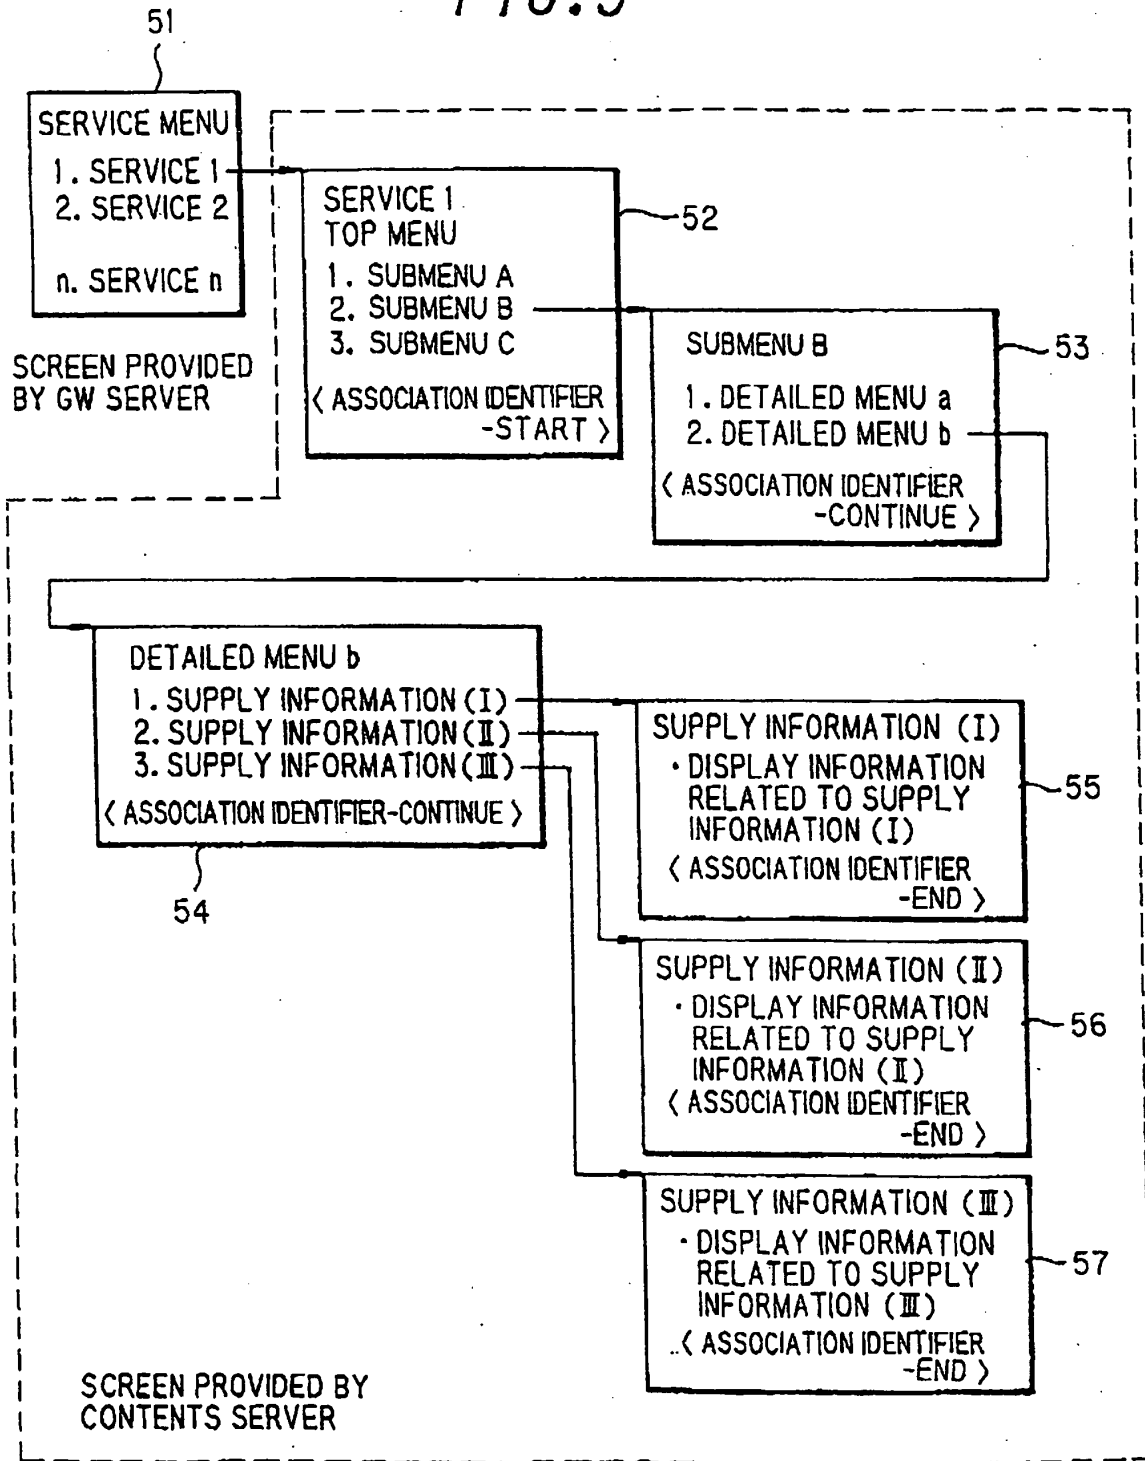 51
SERVICE MENU
1. SERVICE 1
2. SERVICE 2
n. SERVICE n
SCREEN PROVIDED
BY GW SERVER
SERVICE 1
TOP MENU
1. SUBMENU A
2. SUBMENU B
3. SUBMENU C
〈 ASSOCIATION IDENTIFIER
-START 〉
52
SUBMENU B
1. DETAILED MENU a
2. DETAILED MENU b
〈 ASSOCIATION IDENTIFIER
-CONTINUE 〉
53
DETAILED MENU b
1. SUPPLY INFORMATION (I)
2. SUPPLY INFORMATION (II)
3. SUPPLY INFORMATION (III)
〈 ASSOCIATION IDENTIFIER-CONTINUE 〉
54
SUPPLY INFORMATION (I)
· DISPLAY INFORMATION
RELATED TO SUPPLY
INFORMATION (I)
〈 ASSOCIATION IDENTIFIER
-END 〉
55
SUPPLY INFORMATION (II)
· DISPLAY INFORMATION
RELATED TO SUPPLY
INFORMATION (II)
〈 ASSOCIATION IDENTIFIER
-END 〉
56
SUPPLY INFORMATION (III)
· DISPLAY INFORMATION
RELATED TO SUPPLY
INFORMATION (III)
〈 ASSOCIATION IDENTIFIER
-END 〉
57
SCREEN PROVIDED BY
CONTENTS SERVER